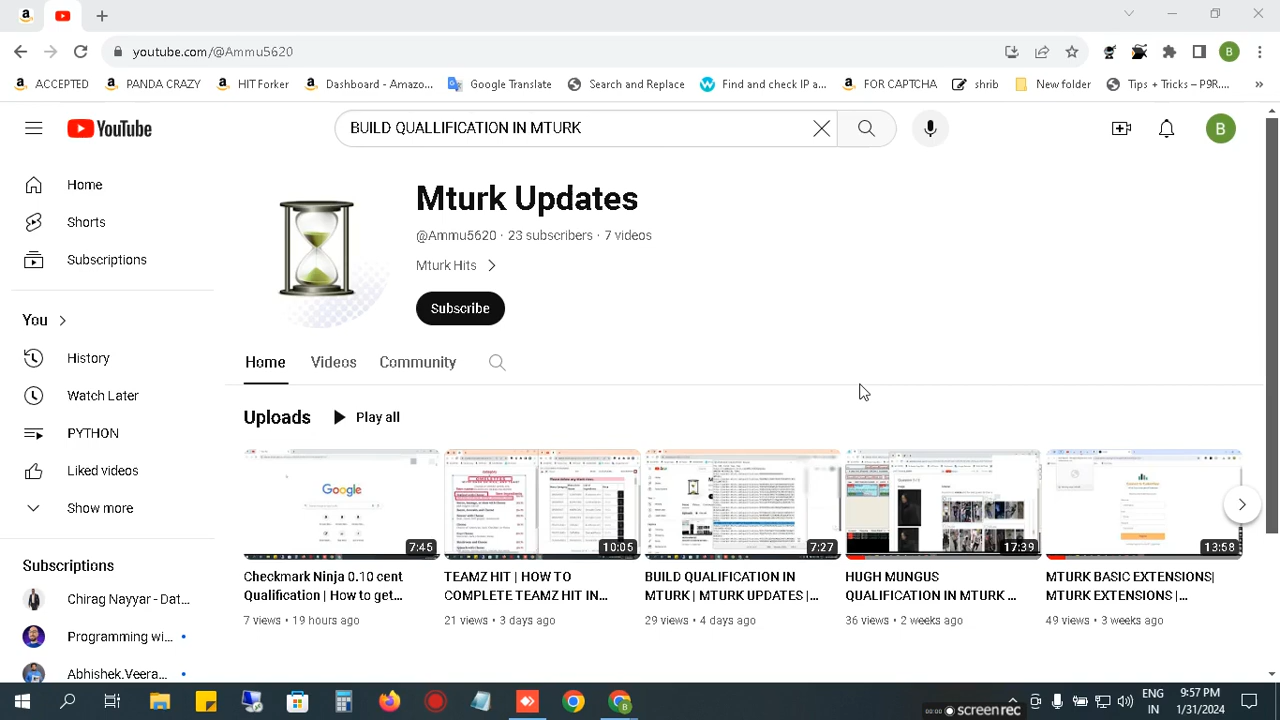 youtube.com/@Ammu5620
B
ACCEPTED
PANDA CRAZY
HIT Forker
Dashboard - Amazo...
Google Translate
Search and Replace
Find and check IP a...
FOR CAPTCHA
shrib
New folder
Tips + Tricks – P9R....
»
YouTube
BUILD QUALLIFICATION IN MTURK
B
Home
Shorts
Subscriptions
You
History
Watch Later
PYTHON
Liked videos
Show more
Subscriptions
Chirag Nayyar - Dat...
Programming wi...
Abhishek.Veera...
Mturk Updates
@Ammu5620 · 23 subscribers · 7 videos
Mturk Hits
Subscribe
Home
Videos
Community
Uploads
Play all
Google
7:45
10:05
7:27
17:39
13:58
Checkmark Ninja 0.10 cent
Qualification | How to get...
7 views • 19 hours ago
TEAMZ HIT | HOW TO
COMPLETE TEAMZ HIT IN...
21 views • 3 days ago
BUILD QUALIFICATION IN
MTURK | MTURK UPDATES |...
29 views • 4 days ago
HUGH MUNGUS
QUALIFICATION IN MTURK ...
36 views • 2 weeks ago
MTURK BASIC EXTENSIONS|
MTURK EXTENSIONS |...
49 views • 3 weeks ago
00:00
screen rec
ENG
IN
9:57 PM
1/31/2024